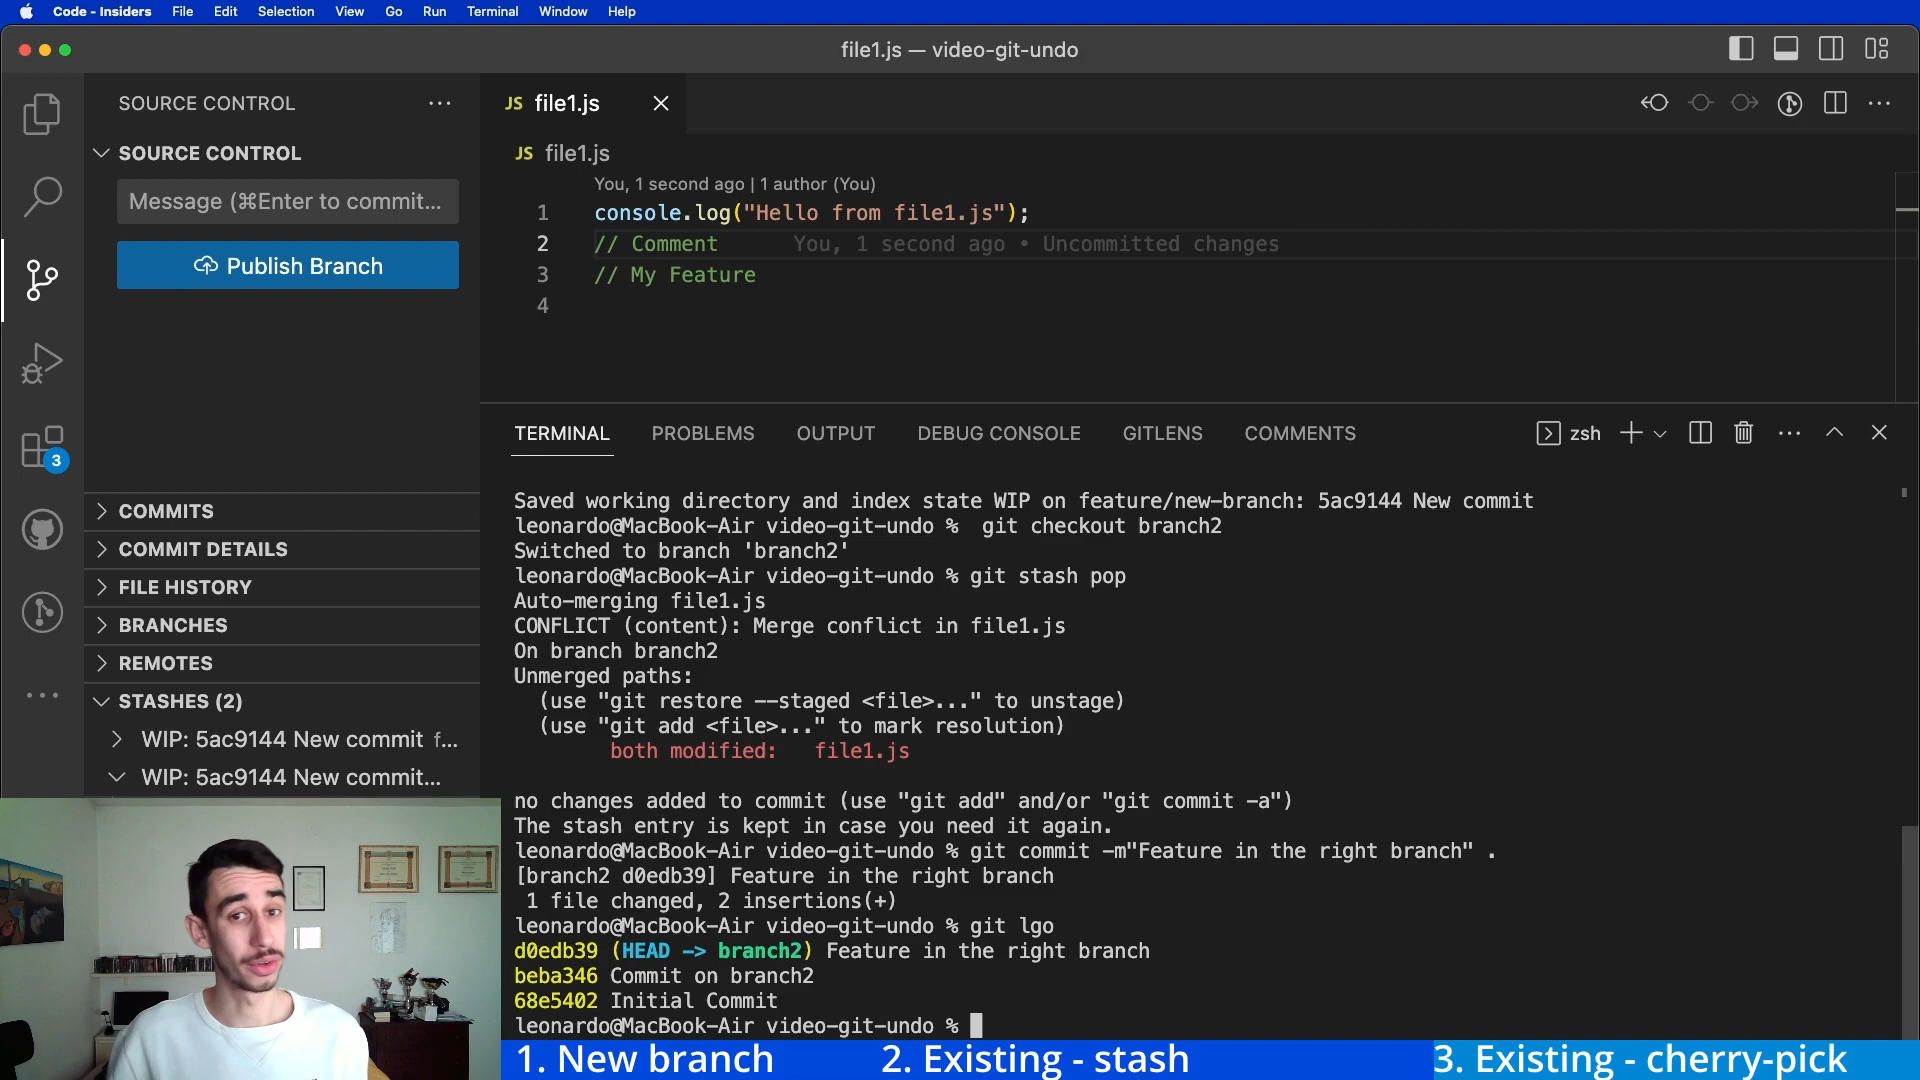 Code - Insiders File Edit Selection View Go Run Terminal Window Help
file1.js — video-git-undo
SOURCE CONTROL
SOURCE CONTROL
Message (⌘Enter to commit...
Publish Branch
3
COMMITS
COMMIT DETAILS
FILE HISTORY
BRANCHES
REMOTES
STASHES (2)
WIP: 5ac9144 New commit f...
WIP: 5ac9144 New commit...
JS file1.js
JS file1.js
You, 1 second ago | 1 author (You)
1 console.log("Hello from file1.js");
2 // Comment You, 1 second ago • Uncommitted changes
3 // My Feature
4
TERMINAL PROBLEMS OUTPUT DEBUG CONSOLE GITLENS COMMENTS zsh
Saved working directory and index state WIP on feature/new-branch: 5ac9144 New commit
leonardo@MacBook-Air video-git-undo % git checkout branch2
Switched to branch 'branch2'
leonardo@MacBook-Air video-git-undo % git stash pop
Auto-merging file1.js
CONFLICT (content): Merge conflict in file1.js
On branch branch2
Unmerged paths:
(use "git restore --staged <file>..." to unstage)
(use "git add <file>..." to mark resolution)
both modified: file1.js
no changes added to commit (use "git add" and/or "git commit -a")
The stash entry is kept in case you need it again.
leonardo@MacBook-Air video-git-undo % git commit -m"Feature in the right branch" .
[branch2 d0edb39] Feature in the right branch
1 file changed, 2 insertions(+)
leonardo@MacBook-Air video-git-undo % git lgo
d0edb39 (HEAD -> branch2) Feature in the right branch
beba346 Commit on branch2
68e5402 Initial Commit
leonardo@MacBook-Air video-git-undo %
1. New branch 2. Existing - stash 3. Existing - cherry-pick